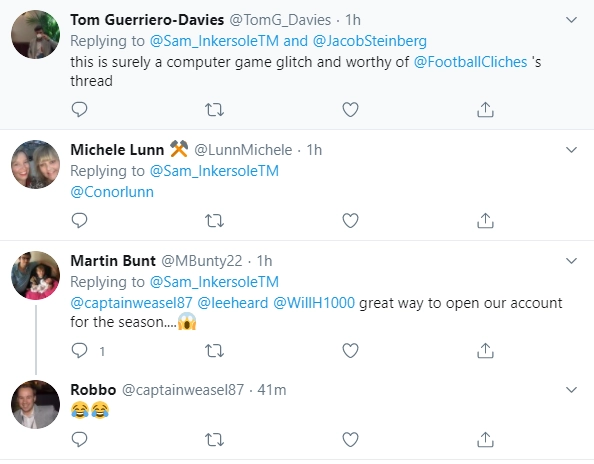 Tom Guerriero-Davies @TomG_Davies · 1h
Replying to @Sam_InkersoleTM and @JacobSteinberg
this is surely a computer game glitch and worthy of @FootballCliches 's
thread
Michele Lunn ⚒️ @LunnMichele · 1h
Replying to @Sam_InkersoleTM
@Conorlunn
Martin Bunt @MBunty22 · 1h
Replying to @Sam_InkersoleTM
@captainweasel87 @leeheard @WillH1000 great way to open our account
for the season....😱
1
Robbo @captainweasel87 · 41m
😂😂